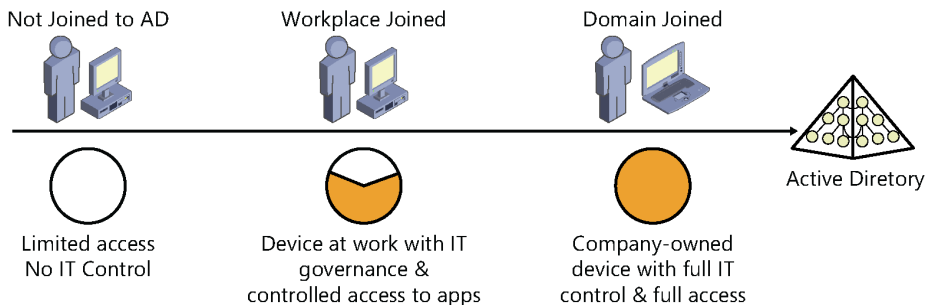 Not Joined to AD
Workplace Joined
Domain Joined
Active Diretory
Limited access
No IT Control
Device at work with IT
governance &
controlled access to apps
Company-owned
device with full IT
control & full access